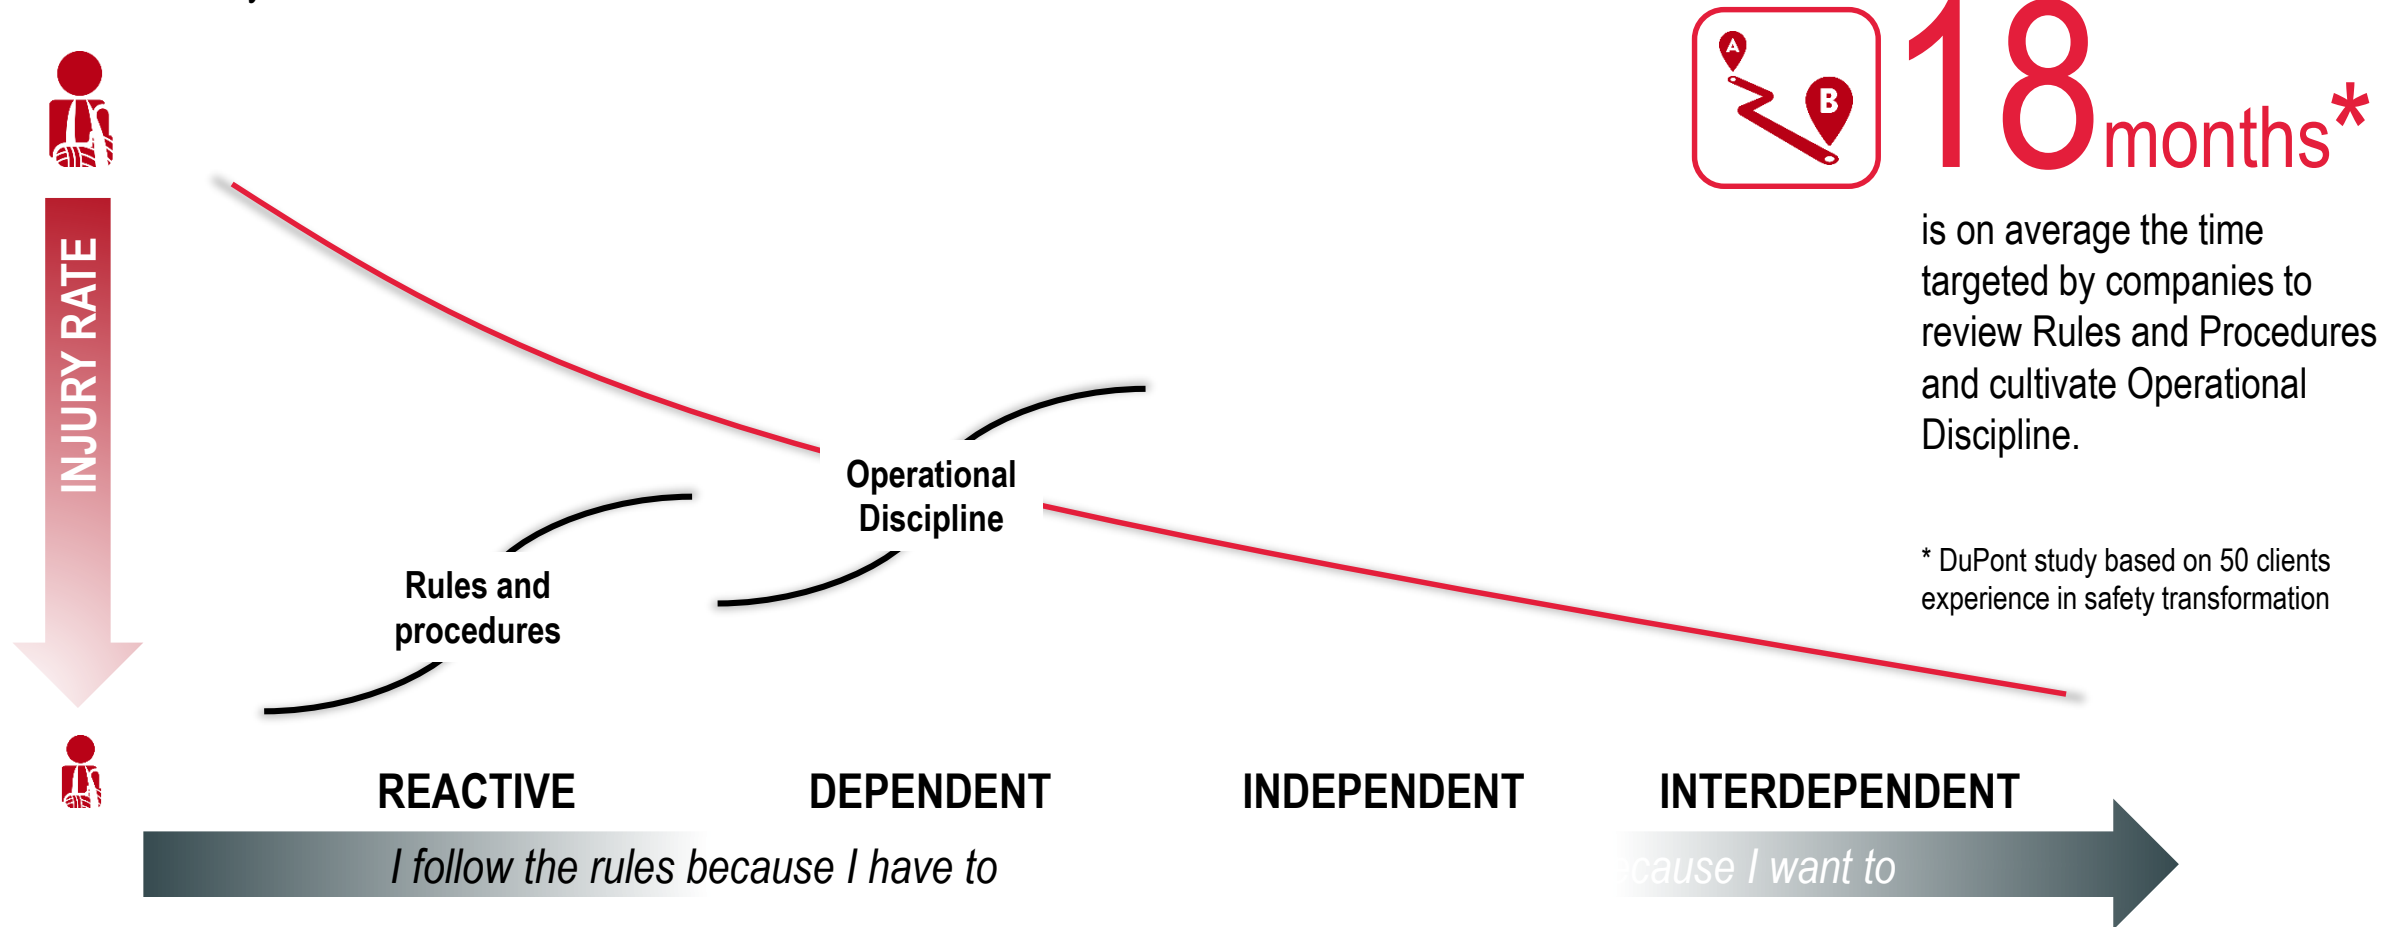 A
B
18 months*
is on average the time
targeted by companies to
review Rules and Procedures
and cultivate Operational
Discipline.
* DuPont study based on 50 clients
experience in safety transformation
INJURY RATE
Operational
Discipline
Rules and
procedures
REACTIVE DEPENDENT INDEPENDENT INTERDEPENDENT
I follow the rules because I have to
I want to